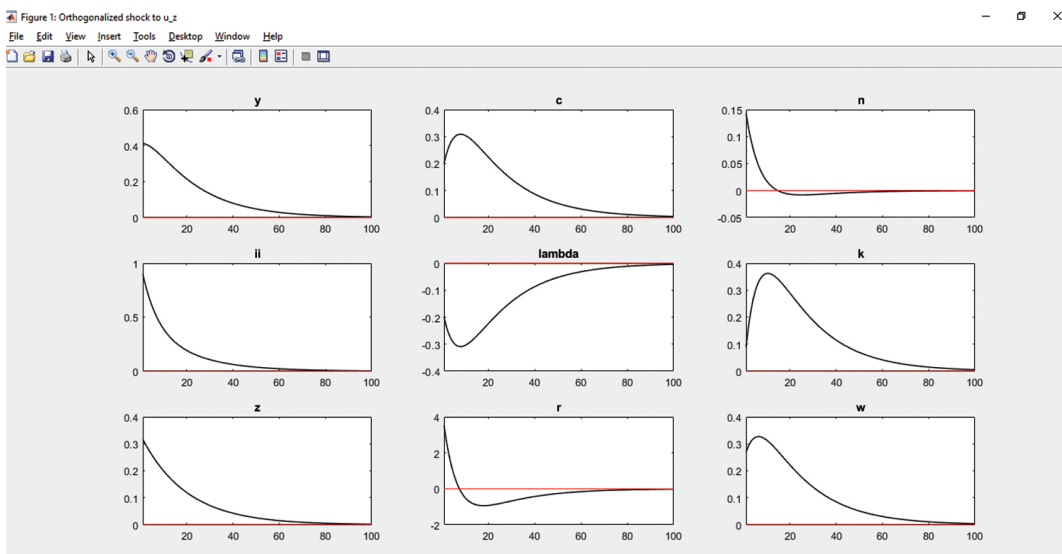 Figure 1: Orthogonalized shock to u_z
File Edit View Insert Tools Desktop Window Help
y
0.6
0.4
0.2
0
20 40 60 80 100
c
0.4
0.3
0.2
0.1
0
20 40 60 80 100
n
0.15
0.1
0.05
0
-0.05
20 40 60 80 100
ii
1
0.5
0
20 40 60 80 100
lambda
0
-0.1
-0.2
-0.3
-0.4
20 40 60 80 100
k
0.4
0.3
0.2
0.1
0
20 40 60 80 100
z
0.4
0.3
0.2
0.1
0
20 40 60 80 100
r
4
2
0
-2
20 40 60 80 100
w
0.4
0.3
0.2
0.1
0
20 40 60 80 100